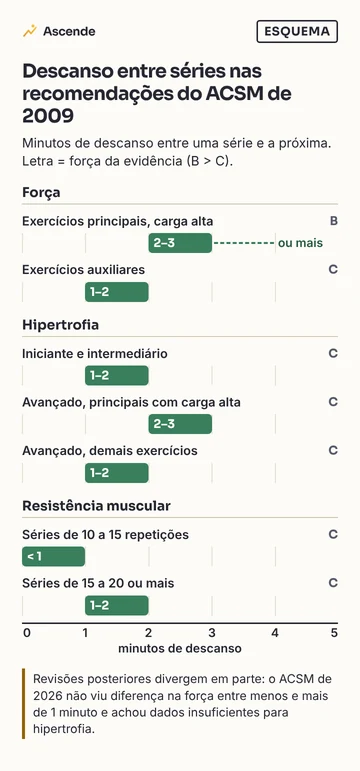 Ascende
ESQUEMA
Descanso entre séries nas
recomendações do ACSM de
2009
Minutos de descanso entre uma série e a próxima.
Letra = força da evidência (B > C).
Força
Exercícios principais, carga alta B
2–3 ou mais
Exercícios auxiliares C
1–2
Hipertrofia
Iniciante e intermediário C
1–2
Avançado, principais com carga alta C
2–3
Avançado, demais exercícios C
1–2
Resistência muscular
Séries de 10 a 15 repetições C
< 1
Séries de 15 a 20 ou mais C
1–2
0 1 2 3 4 5
minutos de descanso
Revisões posteriores divergem em parte: o ACSM de
2026 não viu diferença na força entre menos e mais
de 1 minuto e achou dados insuficientes para
hipertrofia.